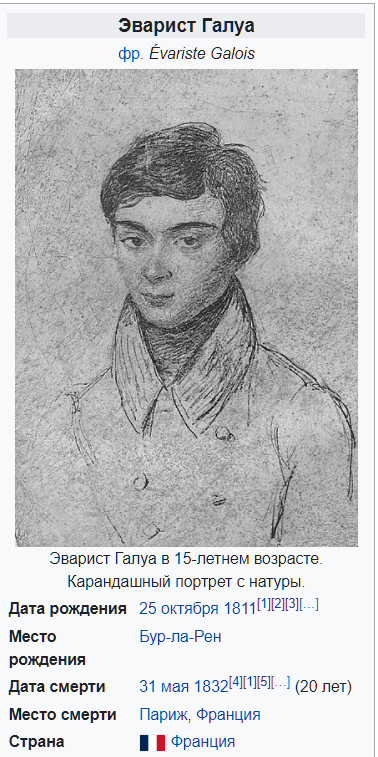 Эварист Галуа
фр. Évariste Galois
Эварист Галуа в 15-летнем возрасте.
Карандашный портрет с натуры.
Дата рождения 25 октября 1811[1][2][3][…]
Место рождения Бур-ла-Рен
Дата смерти 31 мая 1832[4][1][5][…] (20 лет)
Место смерти Париж, Франция
Страна Франция